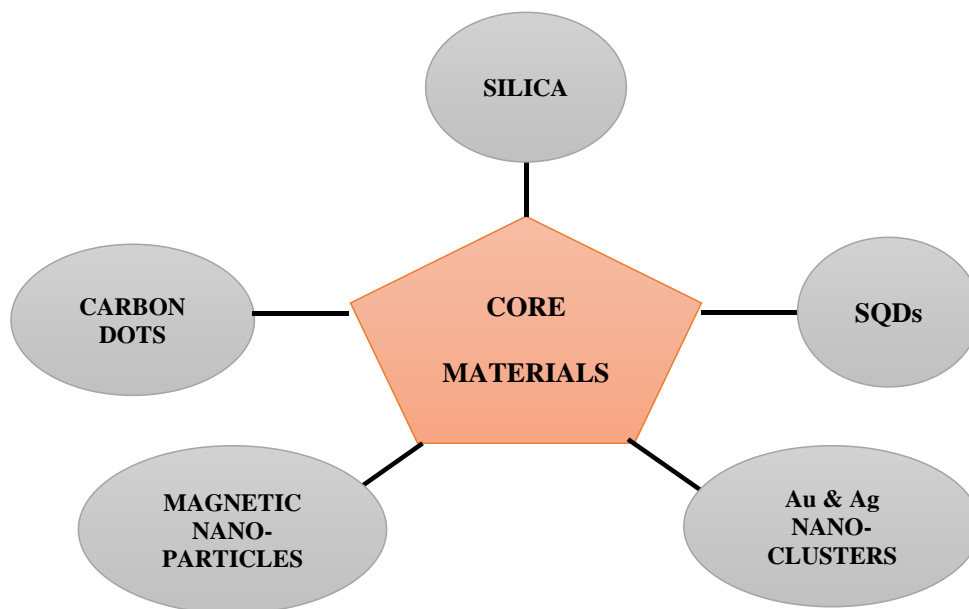 SILICA
CARBON
DOTS
CORE
MATERIALS
SQDs
MAGNETIC
NANO-
PARTICLES
Au & Ag
NANO-
CLUSTERS